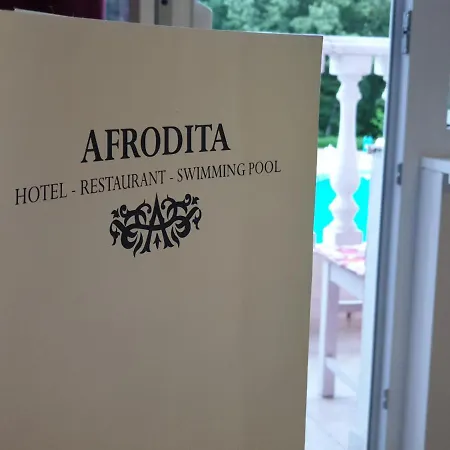 AFRODITA
HOTEL - RESTAURANT - SWIMMING POOL